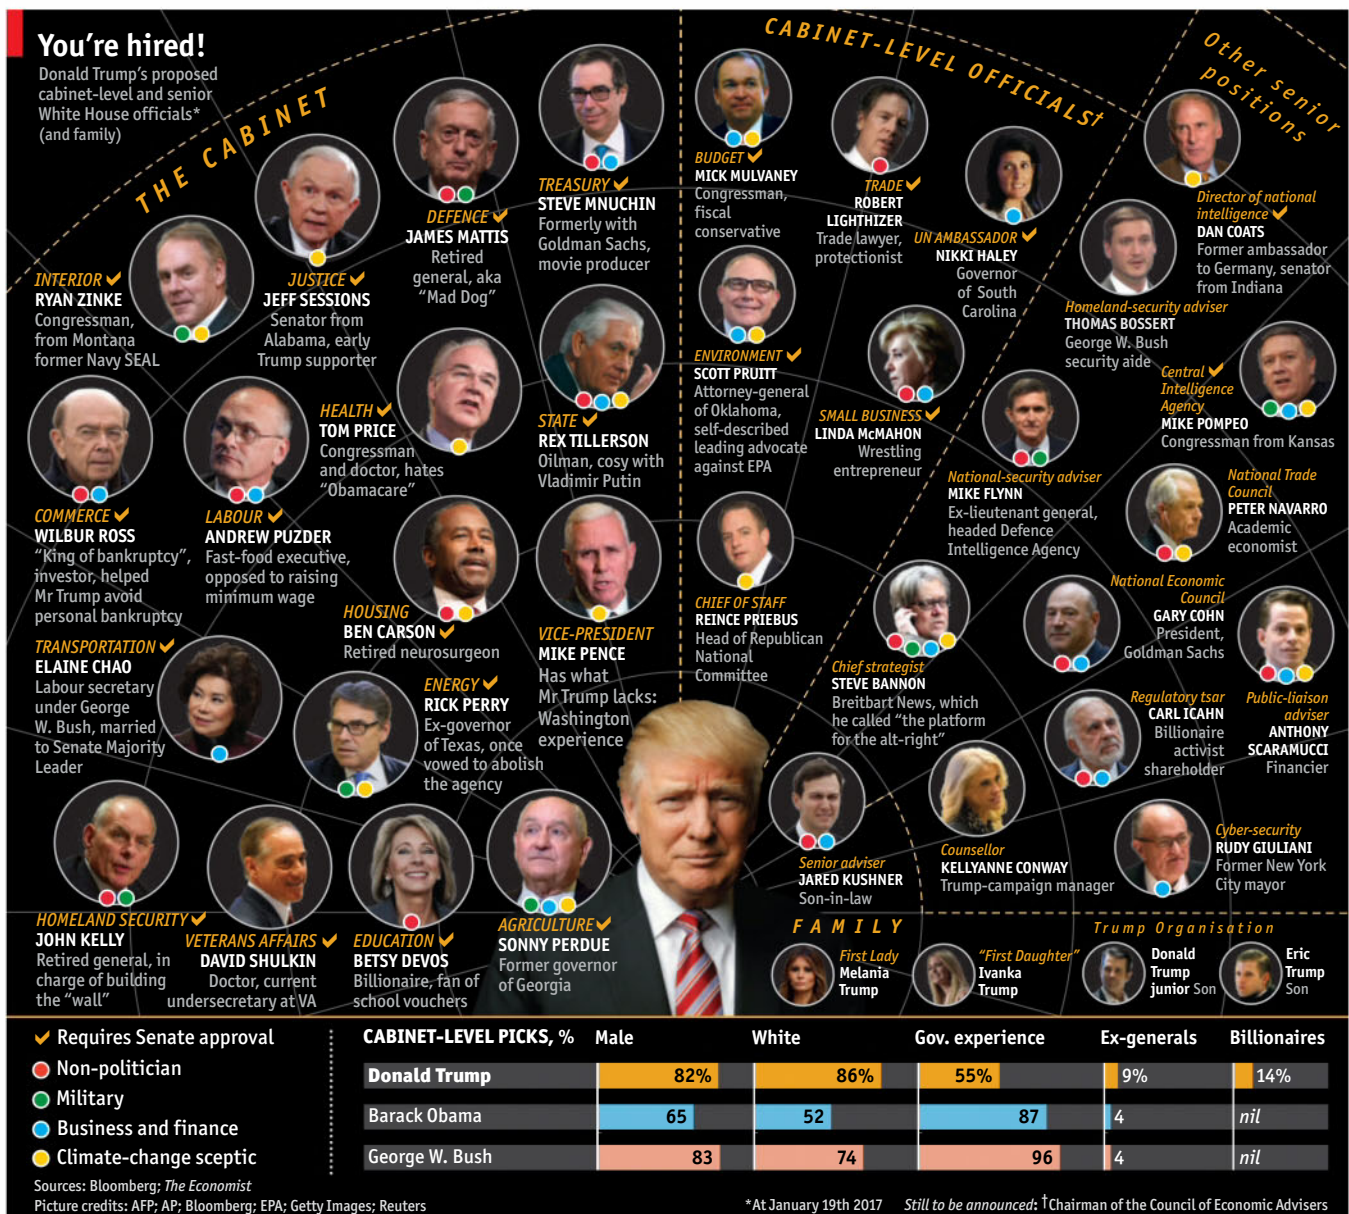 You're hired!
Donald Trump's proposed
cabinet-level and senior
White House officials*
(and family)
THE CABINET
CABINET-LEVEL OFFICIALS†
Other senior
positions
INTERIOR ✔
RYAN ZINKE
Congressman,
from Montana
former Navy SEAL
JUSTICE ✔
JEFF SESSIONS
Senator from
Alabama, early
Trump supporter
DEFENCE ✔
JAMES MATTIS
Retired
general, aka
"Mad Dog"
TREASURY ✔
STEVE MNUCHIN
Formerly with
Goldman Sachs,
movie producer
COMMERCE ✔
WILBUR ROSS
"King of bankruptcy",
investor, helped
Mr Trump avoid
personal bankruptcy
LABOUR ✔
ANDREW PUZDER
Fast-food executive,
opposed to raising
minimum wage
HEALTH ✔
TOM PRICE
Congressman
and doctor, hates
"Obamacare"
STATE ✔
REX TILLERSON
Oilman, cosy with
Vladimir Putin
TRANSPORTATION ✔
ELAINE CHAO
Labour secretary
under George
W. Bush, married
to Senate Majority
Leader
HOUSING
BEN CARSON ✔
Retired neurosurgeon
ENERGY ✔
RICK PERRY
Ex-governor
of Texas, once
vowed to abolish
the agency
VICE-PRESIDENT
MIKE PENCE
Has what
Mr Trump lacks:
Washington
experience
HOMELAND SECURITY ✔
JOHN KELLY
Retired general, in
charge of building
the "wall"
VETERANS AFFAIRS ✔
DAVID SHULKIN
Doctor, current
undersecretary at VA
EDUCATION ✔
BETSY DEVOS
Billionaire, fan of
school vouchers
AGRICULTURE ✔
SONNY PERDUE
Former governor
of Georgia
BUDGET ✔
MICK MULVANEY
Congressman,
fiscal
conservative
TRADE ✔
ROBERT
LIGHTHIZER
Trade lawyer,
protectionist
UN AMBASSADOR ✔
NIKKI HALEY
Governor
of South
Carolina
ENVIRONMENT ✔
SCOTT PRUITT
Attorney-general
of Oklahoma,
self-described
leading advocate
against EPA
SMALL BUSINESS ✔
LINDA McMAHON
Wrestling
entrepreneur
CHIEF OF STAFF
REINCE PRIEBUS
Head of Republican
National
Committee
Director of national
intelligence ✔
DAN COATS
Former ambassador
to Germany, senator
from Indiana
Homeland-security adviser
THOMAS BOSSERT
George W. Bush
security aide
Central ✔
Intelligence
Agency
MIKE POMPEO
Congressman from Kansas
National-security adviser
MIKE FLYNN
Ex-lieutenant general,
headed Defence
Intelligence Agency
National Trade
Council
PETER NAVARRO
Academic
economist
Chief strategist
STEVE BANNON
Breitbart News, which
he called "the platform
for the alt-right"
National Economic
Council
GARY COHN
President,
Goldman Sachs
Regulatory tsar
CARL ICAHN
Billionaire
activist
shareholder
Public-liaison
adviser
ANTHONY
SCARAMUCCI
Financier
Senior adviser
JARED KUSHNER
Son-in-law
Counsellor
KELLYANNE CONWAY
Trump-campaign manager
Cyber-security
RUDY GIULIANI
Former New York
City mayor
FAMILY
First Lady
Melania
Trump
"First Daughter"
Ivanka
Trump
Trump Organisation
Donald
Trump
junior Son
Eric
Trump
Son
✔ Requires Senate approval
Non-politician
Military
Business and finance
Climate-change sceptic
CABINET-LEVEL PICKS, % Male White Gov. experience Ex-generals Billionaires
Donald Trump 82% 86% 55% 9% 14%
Barack Obama 65 52 87 4 nil
George W. Bush 83 74 96 4 nil
Sources: Bloomberg; The Economist
Picture credits: AFP; AP; Bloomberg; EPA; Getty Images; Reuters
*At January 19th 2017 Still to be announced: †Chairman of the Council of Economic Advisers